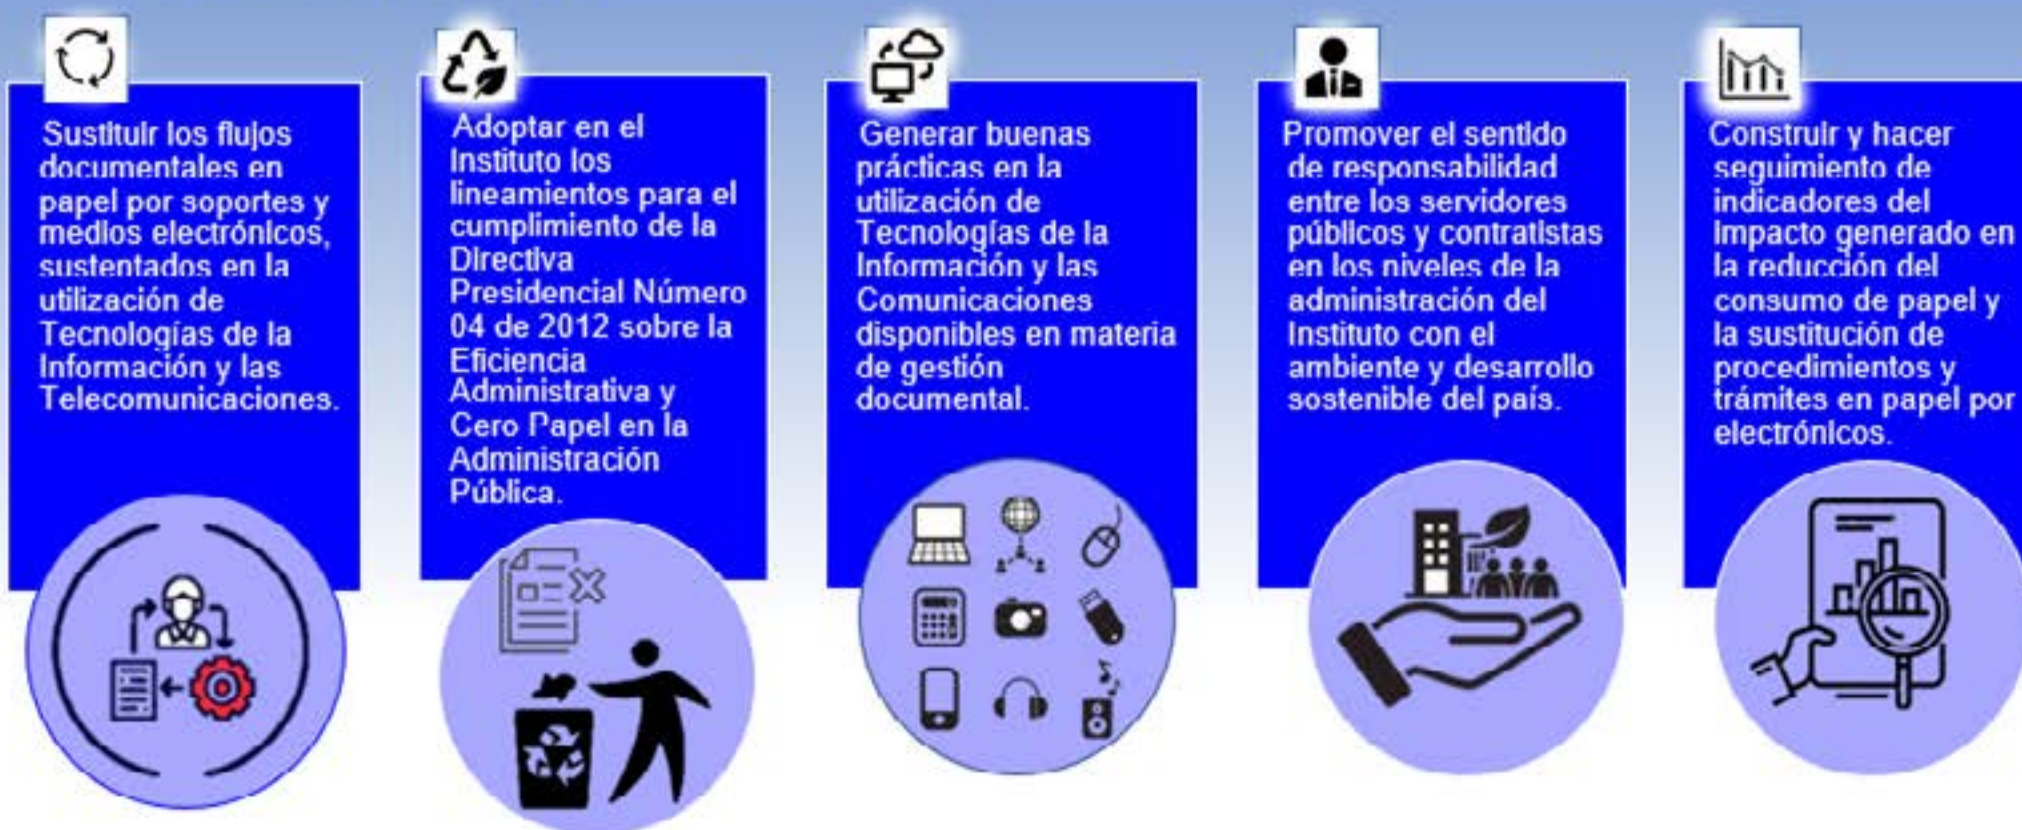 Sustituir los flujos
documentales en
papel por soportes y
medios electrónicos,
sustentados en la
utilización de
Tecnologías de la
Información y las
Telecomunicaciones.
Adoptar en el
Instituto los
lineamientos para el
cumplimiento de la
Directiva
Presidencial Número
04 de 2012 sobre la
Eficiencia
Administrativa y
Cero Papel en la
Administración
Pública.
Generar buenas
prácticas en la
utilización de
Tecnologías de la
Información y las
Comunicaciones
disponibles en materia
de gestión
documental.
Promover el sentido
de responsabilidad
entre los servidores
públicos y contratistas
en los niveles de la
administración del
Instituto con el
ambiente y desarrollo
sostenible del país.
Construir y hacer
seguimiento de
indicadores del
impacto generado en
la reducción del
consumo de papel y
la sustitución de
procedimientos y
trámites en papel por
electrónicos.